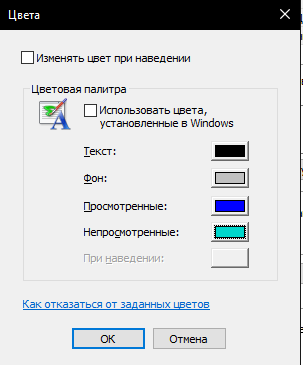 Цвета
Изменять цвет при наведении
Цветовая палитра
Использовать цвета,
установленные в Windows
Текст:
Фон:
Просмотренные:
Непросмотренные:
При наведении:
Как отказаться от заданных цветов
ОК
Отмена